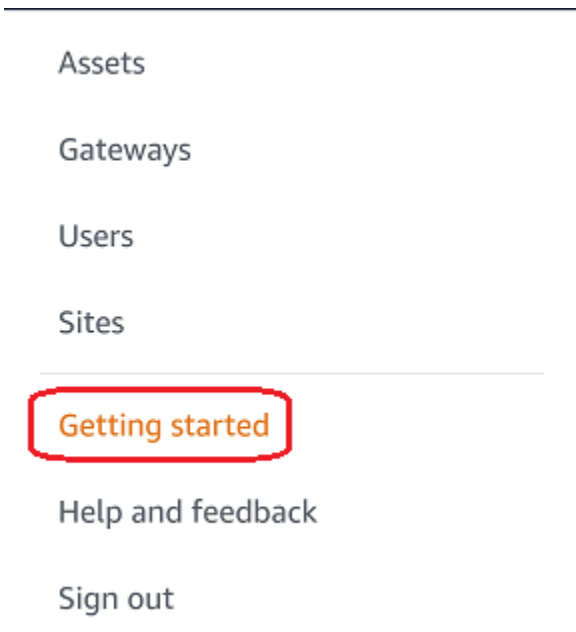 Assets
Gateways
Users
Sites
Getting started
Help and feedback
Sign out